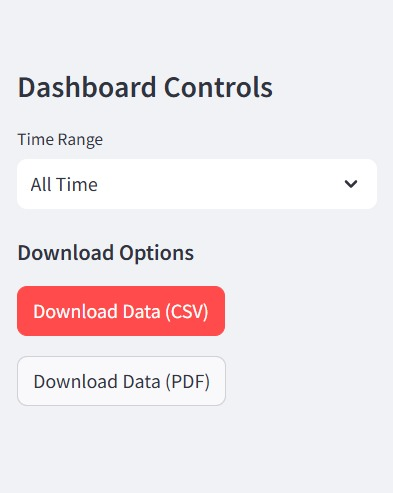 Dashboard Controls
Time Range
All Time
Download Options
Download Data (CSV)
Download Data (PDF)